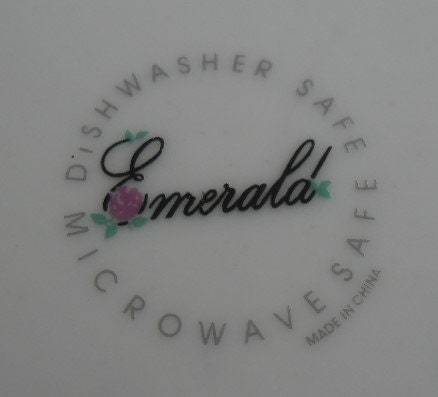 DiSHWASHER SAFE
Emerald
MICROWAVE SAFE
MADE IN CHINA